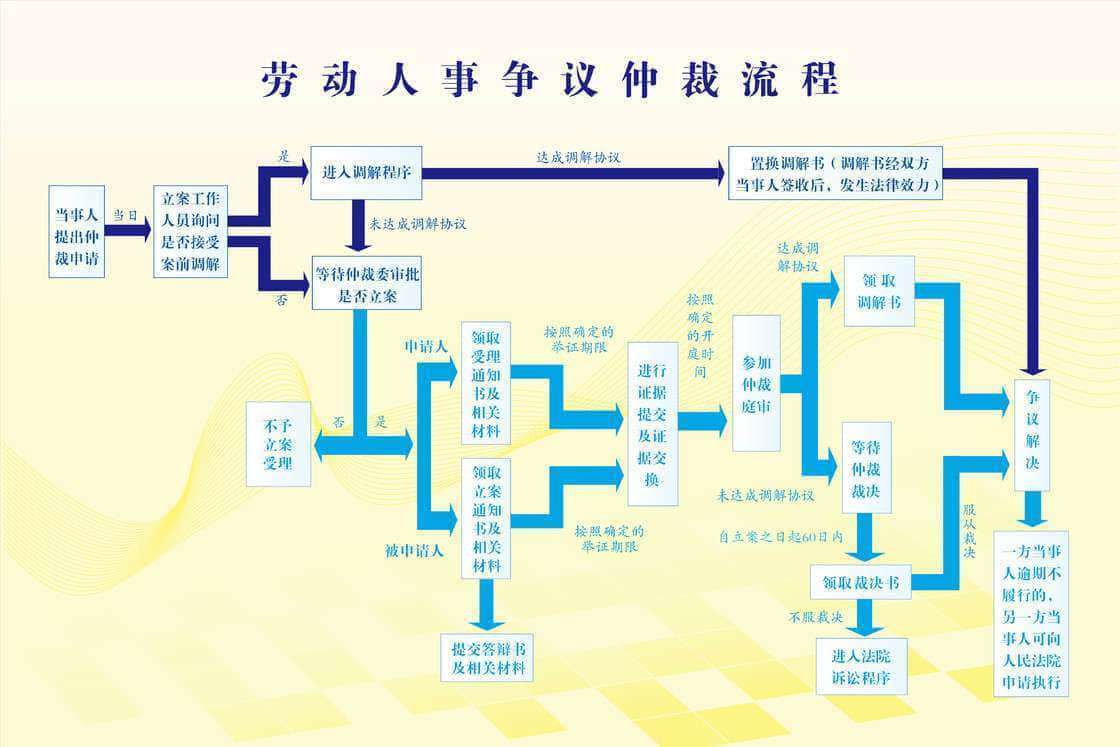 劳动人事争议仲裁流程
当事人
提出仲
裁申请
当日
立案工作
人员询问
是否接受
案前调解
是
否
进入调解程序
达成调解协议
置换调解书（调解书经双方
当事人签收后，发生法律效力）
未达成调解协议
等待仲裁委审批
是否立案
否
是
不予
立案
受理
申请人
领取
受理
通知
书及
相关
材料
按照确定的
举证期限
被申请人
领取
立案
通知
书及
相关
材料
按照确定的
举证期限
提交答辩书
及相关材料
进行
证据
提交
及证
据交
换
按照
确定
的开
庭时
间
参加
仲裁
庭审
达成调
解协议
领取
调解书
未达成调解协议
等待
仲裁
裁决
自立案之日起60日内
领取裁决书
服从裁决
不服裁决
进入法院
诉讼程序
争议解决
一方当事
人逾期不
履行的，
另一方当
事人可向
人民法院
申请执行